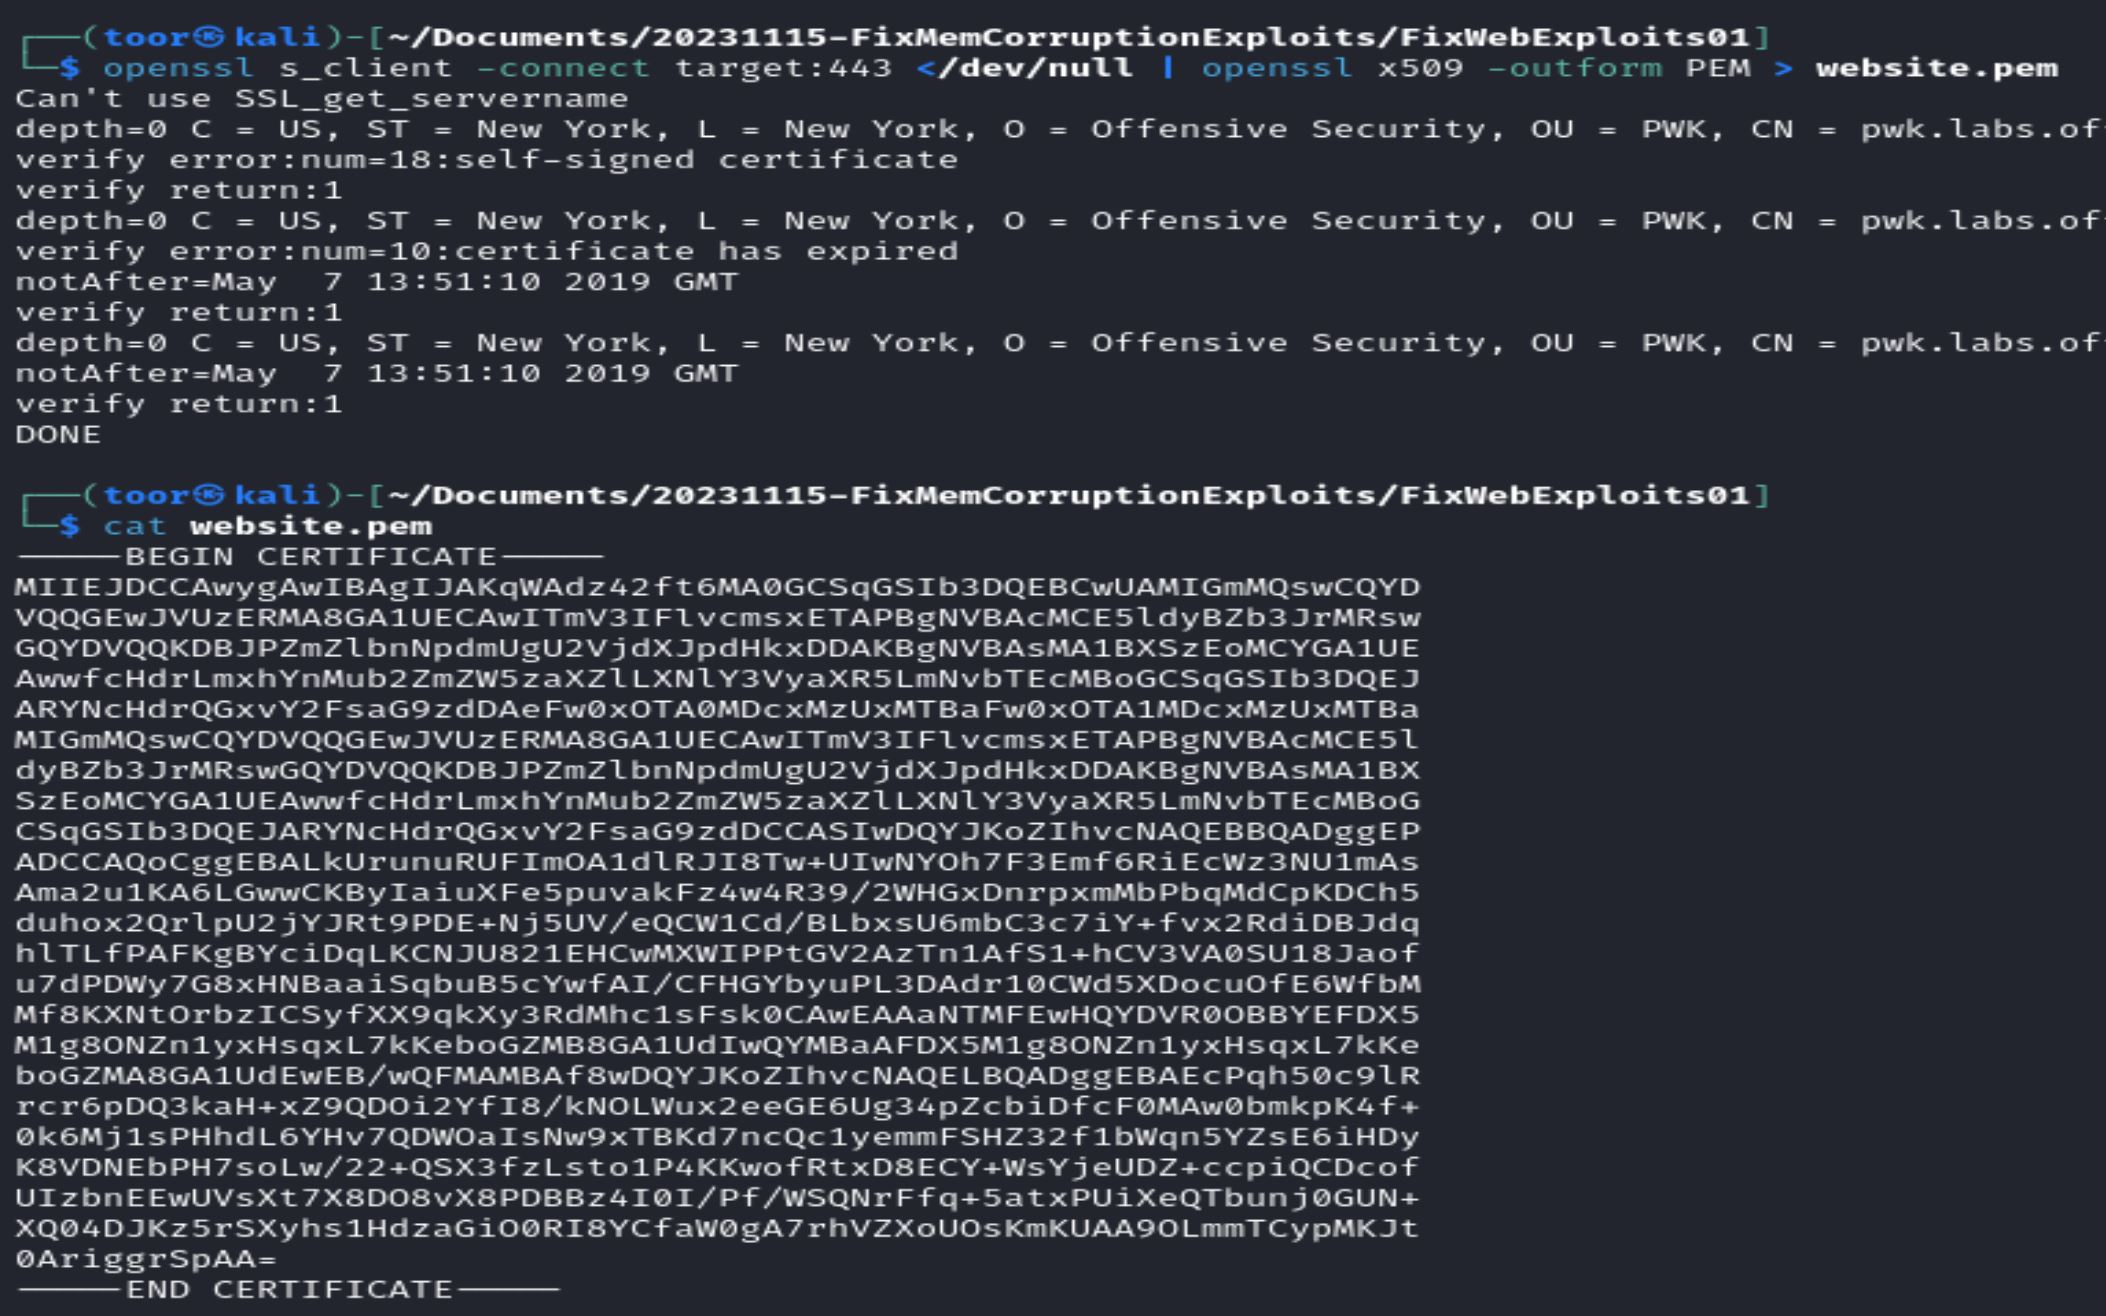 ┌──(toor㉿kali)-[~/Documents/20231115-FixMemCorruptionExploits/FixWebExploits01]
└─$ openssl s_client -connect target:443 </dev/null | openssl x509 -outform PEM > website.pem
Can't use SSL_get_servername
depth=0 C = US, ST = New York, L = New York, O = Offensive Security, OU = PWK, CN = pwk.labs.of
verify error:num=18:self-signed certificate
verify return:1
depth=0 C = US, ST = New York, L = New York, O = Offensive Security, OU = PWK, CN = pwk.labs.of
verify error:num=10:certificate has expired
notAfter=May  7 13:51:10 2019 GMT
verify return:1
depth=0 C = US, ST = New York, L = New York, O = Offensive Security, OU = PWK, CN = pwk.labs.of
notAfter=May  7 13:51:10 2019 GMT
verify return:1
DONE
┌──(toor㉿kali)-[~/Documents/20231115-FixMemCorruptionExploits/FixWebExploits01]
└─$ cat website.pem
-----BEGIN CERTIFICATE-----
MIIEJDCCAwygAwIBAgIJAKqWAdz42ft6MA0GCSqGSIb3DQEBCwUAMIGmMQswCQYD
VQQGEwJVUzERMA8GA1UECAwITmV3IFlvcmsxETAPBgNVBAcMCE5ldyBZb3JrMRsw
GQYDVQQKDBJPZmZlbnNpdmUgU2VjdXJpdHkxDDAKBgNVBAsMA1BXSzEoMCYGA1UE
AwwfcHdrLmxhYnMub2ZmZW5zaXZlLXNlY3VyaXR5LmNvbTEcMBoGCSqGSIb3DQEJ
ARYNcHdrQGxvY2FsaG9zdDAeFw0xOTA0MDcxMzUxMTBaFw0xOTA1MDcxMzUxMTBa
MIGmMQswCQYDVQQGEwJVUzERMA8GA1UECAwITmV3IFlvcmsxETAPBgNVBAcMCE5l
dyBZb3JrMRswGQYDVQQKDBJPZmZlbnNpdmUgU2VjdXJpdHkxDDAKBgNVBAsMA1BX
SzEoMCYGA1UEAwwfcHdrLmxhYnMub2ZmZW5zaXZlLXNlY3VyaXR5LmNvbTEcMBoG
CSqGSIb3DQEJARYNcHdrQGxvY2FsaG9zdDCCASIwDQYJKoZIhvcNAQEBBQADggEP
ADCCAQoCggEBALkUrunuRUFImOA1dlRJI8Tw+UIwNYOh7F3Emf6RiEcWz3NU1mAs
Ama2u1KA6LGwwCKByIaiuXFe5puvakFz4w4R39/2WHGxDnrpxmMbPbqMdCpKDCh5
duhox2QrlpU2jYJRt9PDE+Nj5UV/eQCW1Cd/BLbxsU6mbC3c7iY+fvx2RdiDBJdq
hlTLfPAFKgBYciDqLKCNJU821EHCwMXWIPPtGV2AzTn1AfS1+hCV3VA0SU18Jaof
u7dPDWy7G8xHNBaaiSqbuB5cYwfAI/CFHGYbyuPL3DAdr10CWd5XDocuOfE6WfbM
Mf8KXNtOrbzICSyfXX9qkXy3RdMhc1sFsk0CAwEAAaNTMFEwHQYDVR0OBBYEFDX5
M1g8ONZn1yxHsqxL7kKeboGZMB8GA1UdIwQYMBaAFDX5M1g8ONZn1yxHsqxL7kKe
boGZMA8GA1UdEwEB/wQFMAMBAf8wDQYJKoZIhvcNAQELBQADggEBAEcPqh50c9lR
rcr6pDQ3kaH+xZ9QDOi2YfI8/kNOLWux2eeGE6Ug34pZcbiDfcF0MAw0bmkpK4f+
0k6Mj1sPHhdL6YHv7QDWOaIsNw9xTBKd7ncQc1yemmFSHZ32f1bWqn5YZsE6iHDy
K8VDNEbPH7soLw/22+QSX3fzLsto1P4KKwofRtxD8ECY+WsYjeUDZ+ccpiQCDcof
UIzbnEEwUVsXt7X8DO8vX8PDBBz4I0I/Pf/WSQNrFfq+5atxPUiXeQTbunj0GUN+
XQ04DJKz5rSXyhs1HdzaGiO0RI8YCfaW0gA7rhVZXoUOsKmKUAA9OLmmTCypMKJt
0AriggrSpAA=
-----END CERTIFICATE-----